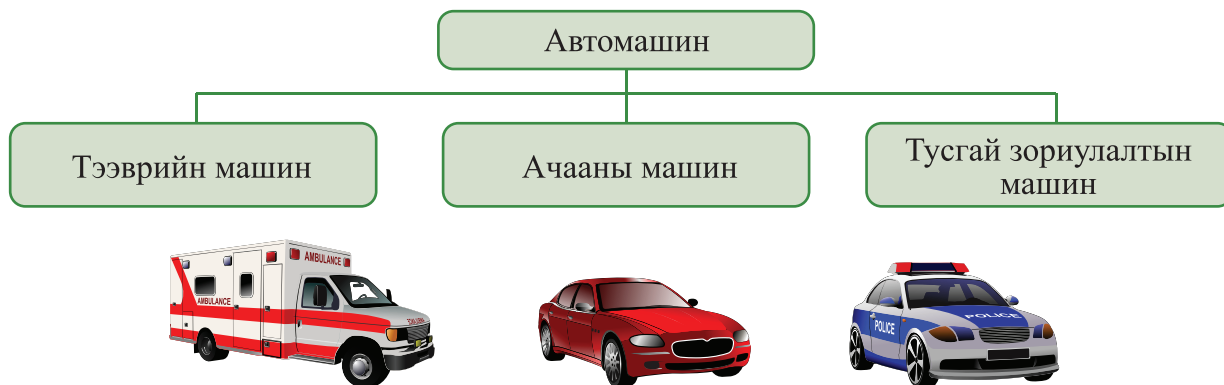 Автомашин
Тээврийн машин
Ачааны машин
Тусгай зориулалтын
машин
AMBULANCE
AMBULANCE
POLICE
POLICE